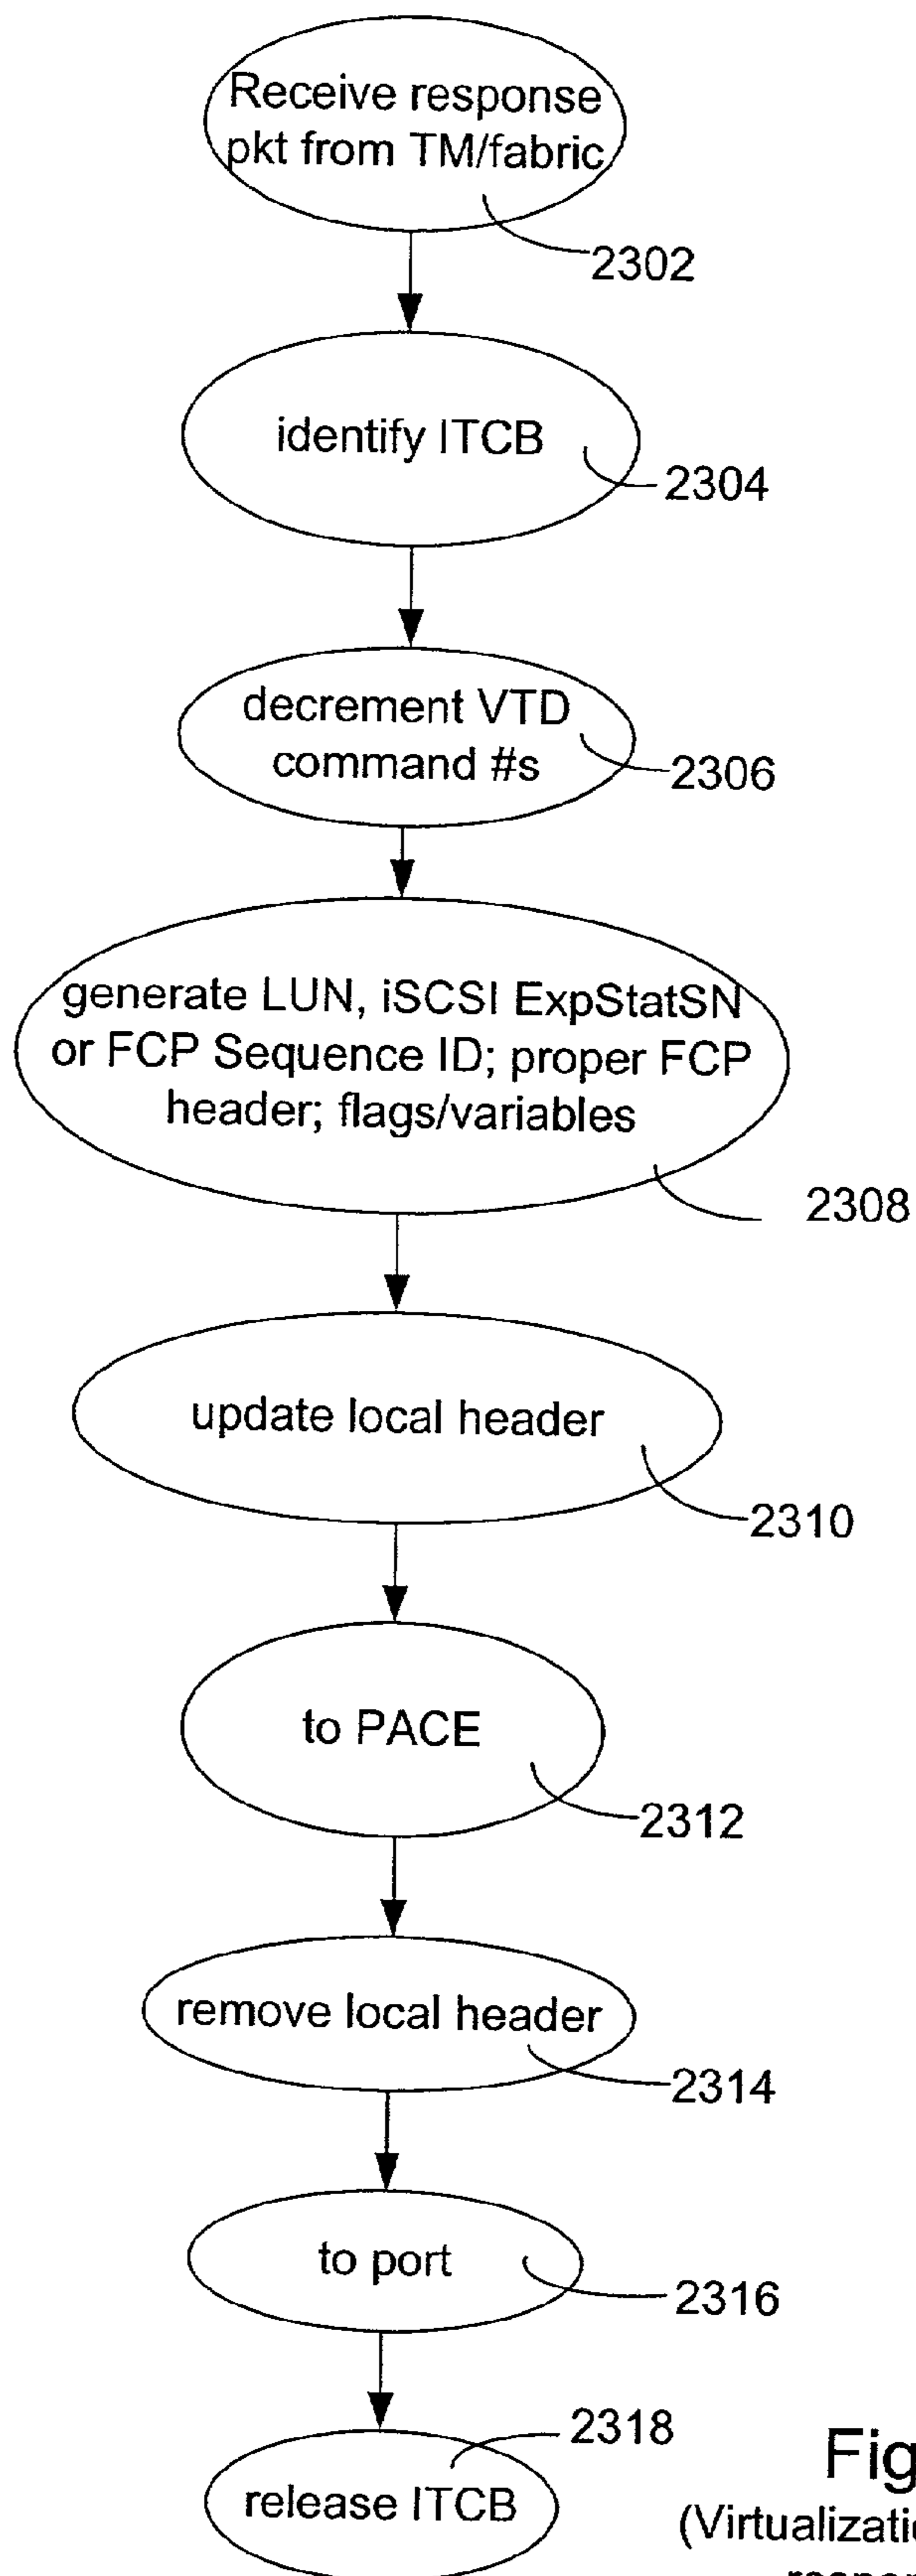 Receive response
pkt from TM/fabric
2302
identify ITCB
2304
decrement VTD
command #s
2306
generate LUN, iSCSI ExpStatSN
or FCP Sequence ID; proper FCP
header; flags/variables
2308
update local header
2310
to PACE
2312
remove local header
2314
to port
2316
2318
release ITCB
Fig